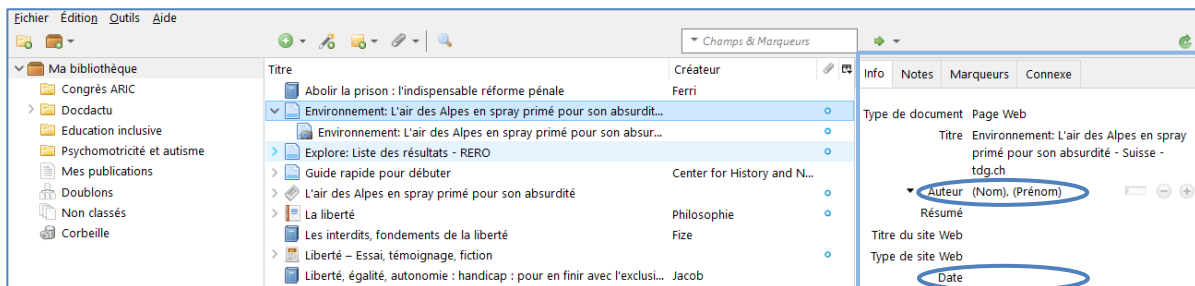 Fichier Édition Outils Aide
Champs & Marqueurs
Ma bibliothèque
Congrès ARIC
Docdactu
Education inclusive
Psychomotricité et autisme
Mes publications
Doublons
Non classés
Corbeille
Titre Créateur
Abolir la prison : l'indispensable réforme pénale Ferri
Environnement: L'air des Alpes en spray primé pour son absurdit...
Environnement: L'air des Alpes en spray primé pour son absur...
Explore: Liste des résultats - RERO
Guide rapide pour débuter Center for History and N...
L'air des Alpes en spray primé pour son absurdité
La liberté Philosophie
Les interdits, fondements de la liberté Fize
Liberté – Essai, témoignage, fiction
Liberté, égalité, autonomie : handicap : pour en finir avec l'exclusi... Jacob
Info Notes Marqueurs Connexe
Type de document Page Web
Titre Environnement: L'air des Alpes en spray
primé pour son absurdité - Suisse -
tdg.ch
Auteur (Nom), (Prénom)
Résumé
Titre du site Web
Type de site Web
Date